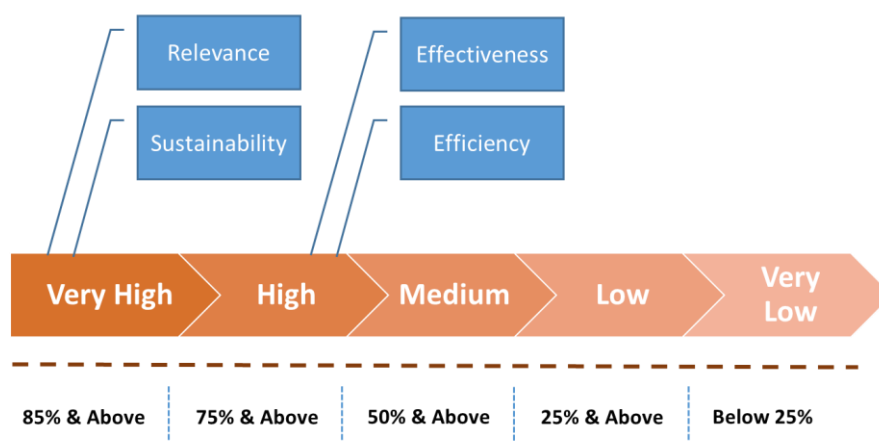 Relevance
Effectiveness
Sustainability
Efficiency
Very High
High
Medium
Low
Very
Low
85% & Above
75% & Above
50% & Above
25% & Above
Below 25%